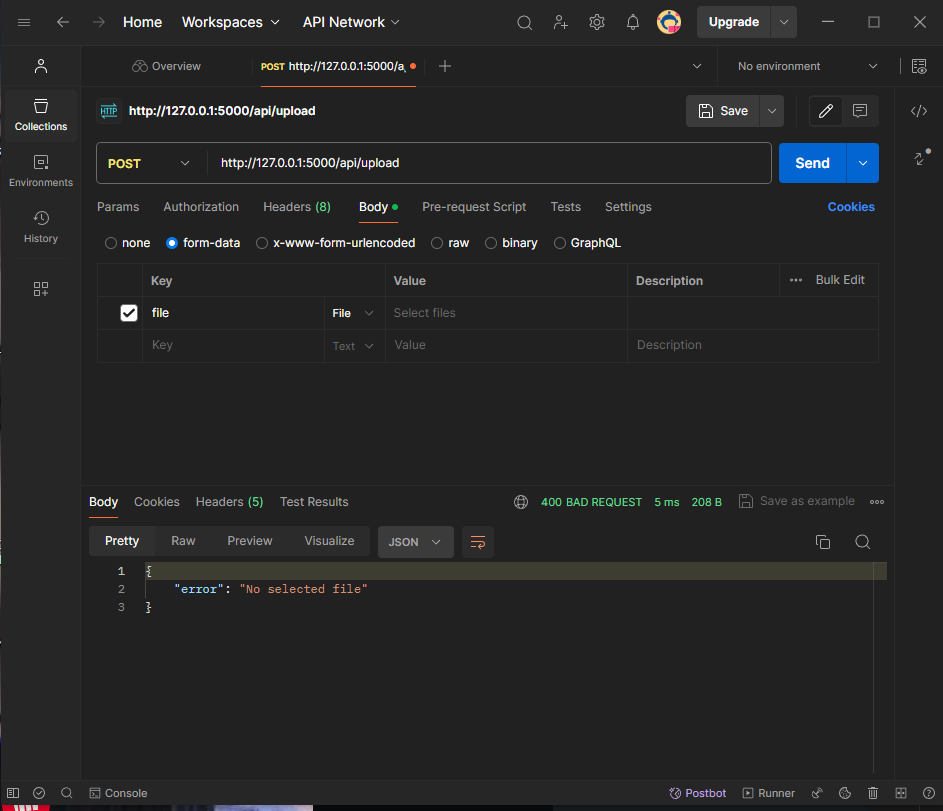 Home Workspaces API Network Upgrade
Overview POST http://127.0.0.1:5000/a No environment
HTTP http://127.0.0.1:5000/api/upload Save
Collections
Environments
History
POST http://127.0.0.1:5000/api/upload Send
Params Authorization Headers (8) Body Pre-request Script Tests Settings Cookies
none form-data x-www-form-urlencoded raw binary GraphQL
Key Value Description Bulk Edit
file File Select files
Key Text Value Description
Body Cookies Headers (5) Test Results 400 BAD REQUEST 5 ms 208 B Save as example
Pretty Raw Preview Visualize JSON
1 {
2 "error": "No selected file"
3 }
Console Postbot Runner